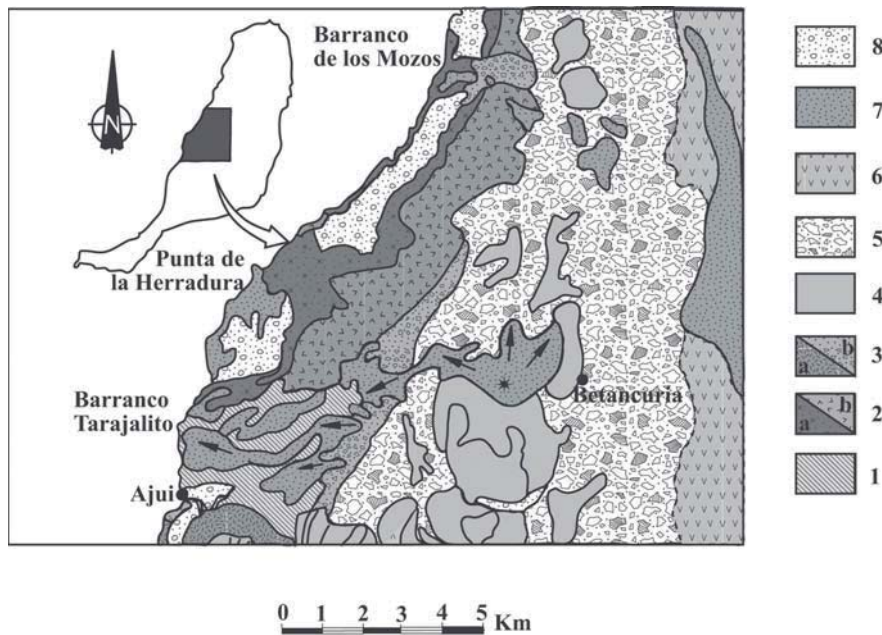 Barranco
de los Mozos
N
Punta de
la Herradura
Barranco
Tarajalito
Ajui
Betancuria
8
7
6
5
4
3
a
b
2
a
b
1
0 1 2 3 4 5 Km